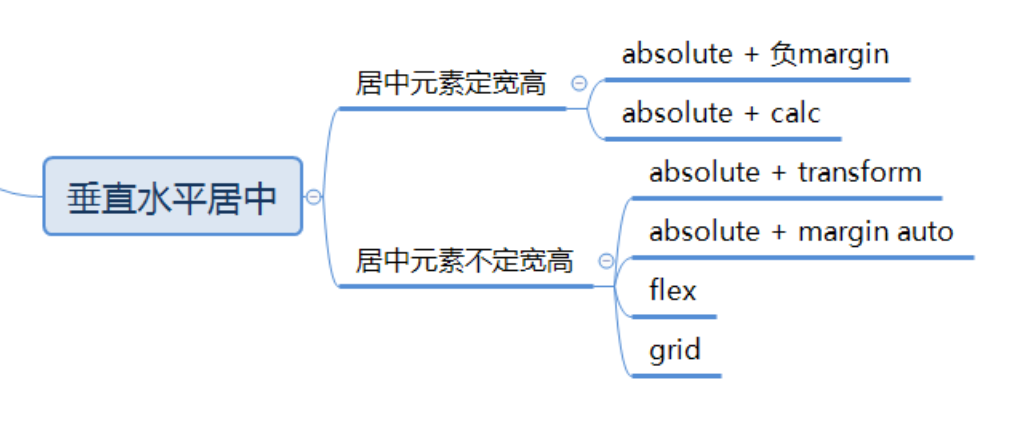 垂直水平居中
居中元素定宽高
absolute + 负margin
absolute + calc
居中元素不定宽高
absolute + transform
absolute + margin auto
flex
grid